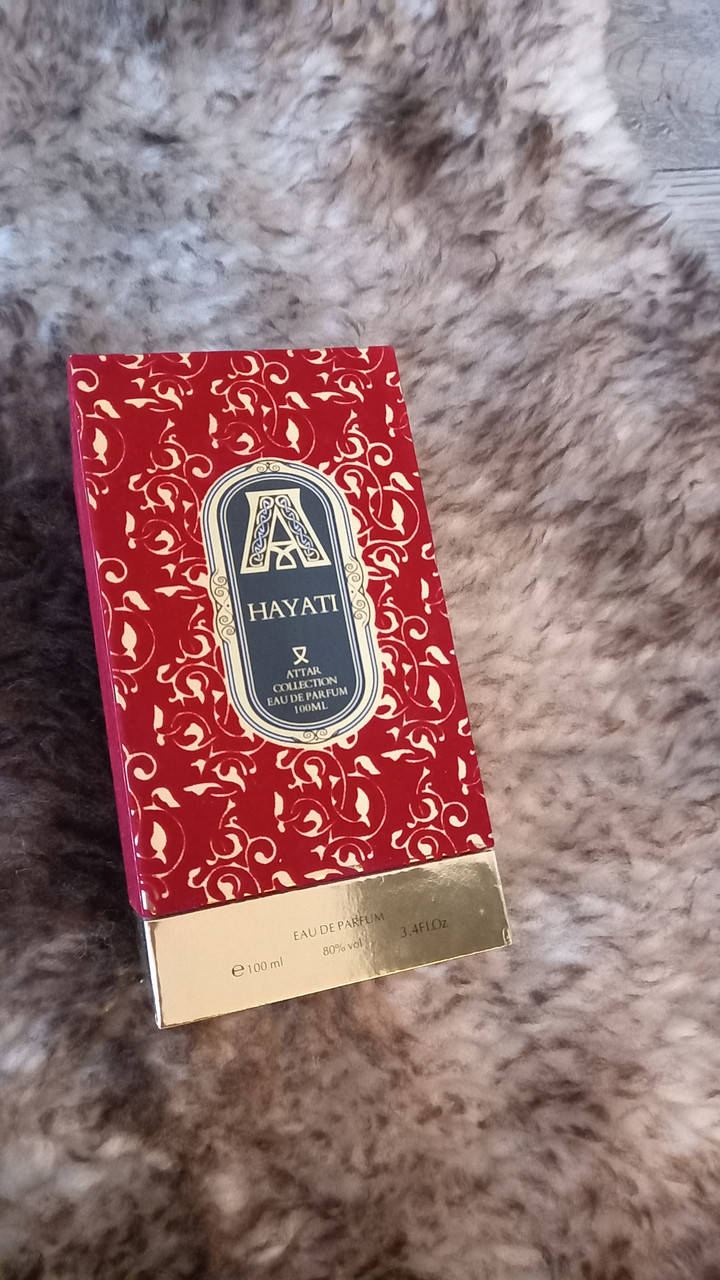 A
HAYATI
ATTAR
COLLECTION
EAU DE PARFUM
100ML
EAU DE PARFUM
℮100 ml 80% vol 3.4Fl.Oz